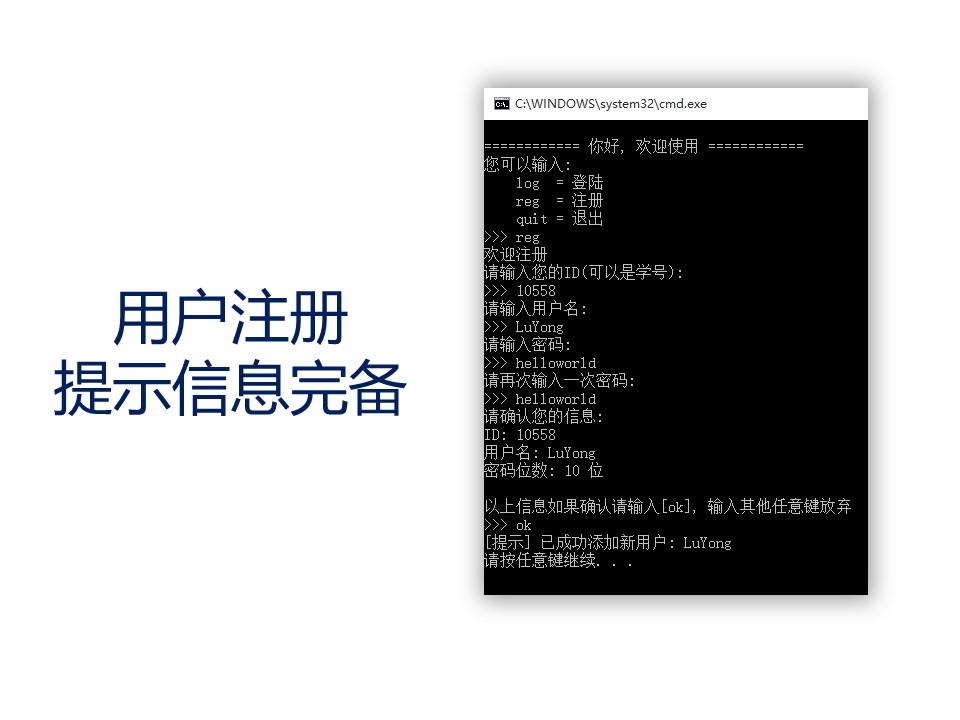 用户注册
提示信息完备
C:\WINDOWS\system32\cmd.exe
============ 你好, 欢迎使用 ============
您可以输入:
    log  = 登陆
    reg  = 注册
    quit = 退出
>>> reg
欢迎注册
请输入您的ID(可以是学号):
>>> 10558
请输入用户名:
>>> LuYong
请输入密码:
>>> helloworld
请再次输入一次密码:
>>> helloworld
请确认您的信息:
ID: 10558
用户名: LuYong
密码位数: 10 位
以上信息如果确认请输入[ok], 输入其他任意键放弃
>>> ok
[提示] 已成功添加新用户: LuYong
请按任意键继续. . .